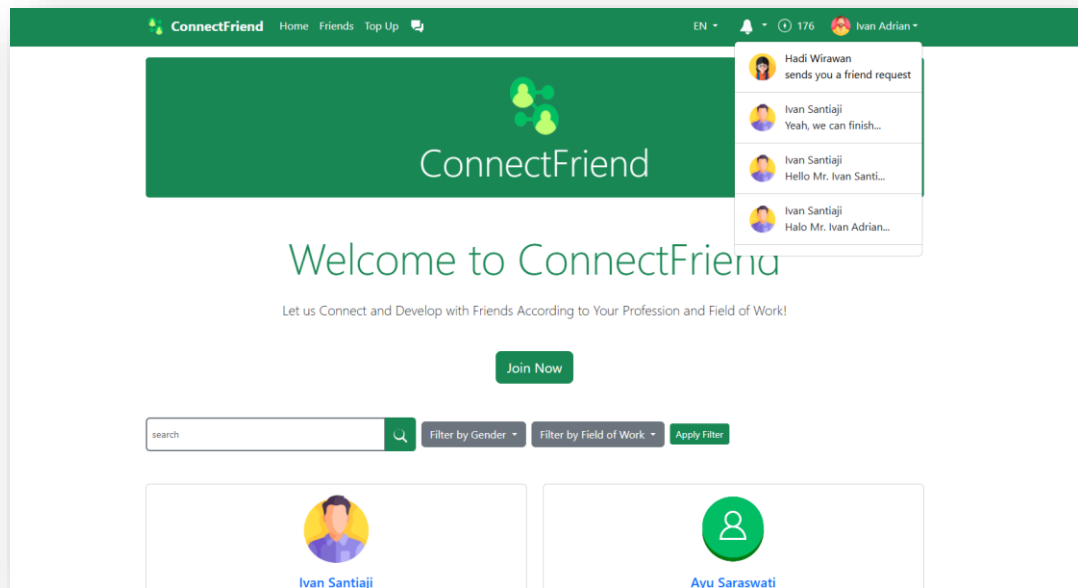 ConnectFriend Home Friends Top Up EN 176 Ivan Adrian
Hadi Wirawan
sends you a friend request
Ivan Santiaji
Yeah, we can finish...
Ivan Santiaji
Hello Mr. Ivan Santi...
Ivan Santiaji
Halo Mr. Ivan Adrian...
ConnectFriend
Welcome to ConnectFriend
Let us Connect and Develop with Friends According to Your Profession and Field of Work!
Join Now
search Filter by Gender Filter by Field of Work Apply Filter
Ivan Santiaji Ayu Saraswati